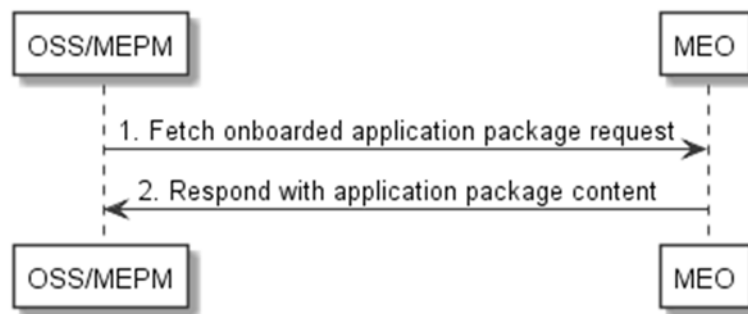 OSS/MEPM
MEO
1. Fetch onboarded application package request
2. Respond with application package content
OSS/MEPM
MEO